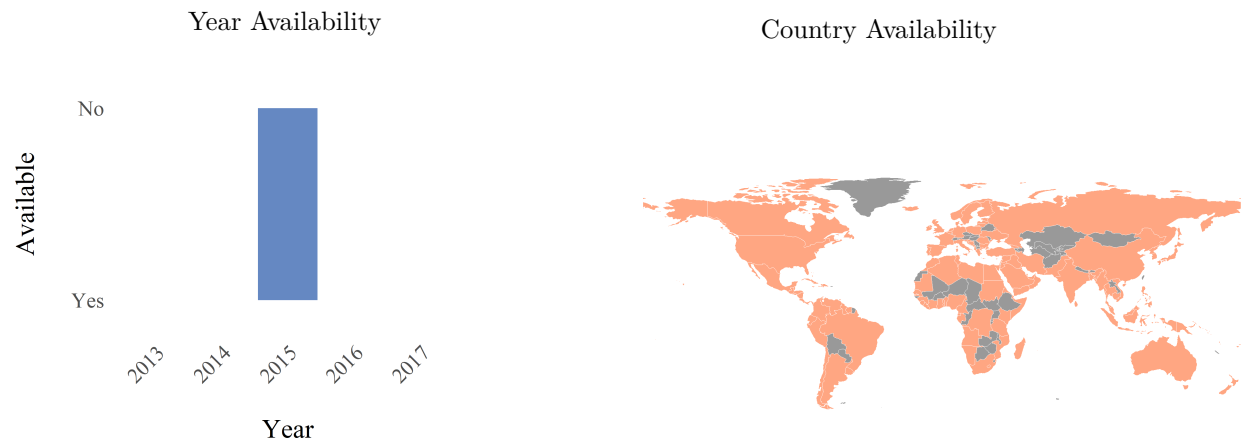 Year Availability
Available
No
Yes
2013
2014
2015
2016
2017
Year
Country Availability